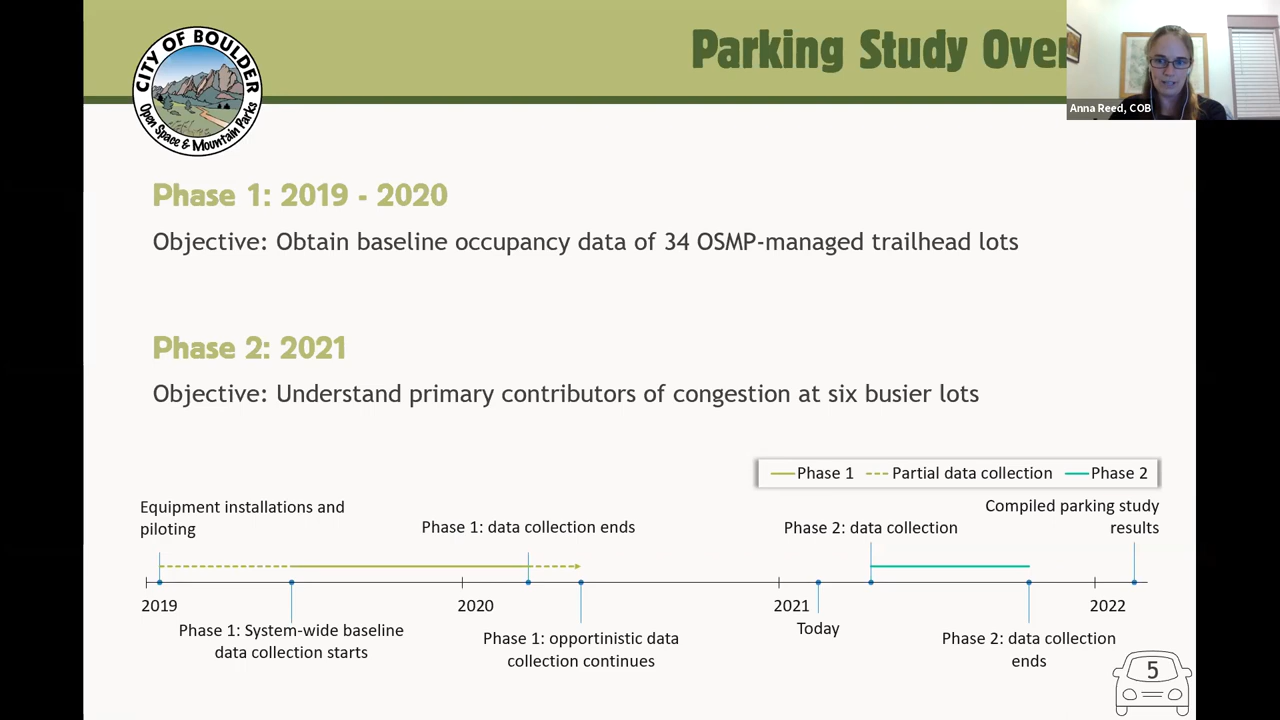 CITY OF BOULDER
Open Space & Mountain Parks
Parking Study Over
Anna Reed, COB
Phase 1: 2019 - 2020
Objective: Obtain baseline occupancy data of 34 OSMP-managed trailhead lots
Phase 2: 2021
Objective: Understand primary contributors of congestion at six busier lots
Phase 1
Partial data collection
Phase 2
Equipment installations and
piloting
Phase 1: data collection ends
Phase 2: data collection
Compiled parking study
results
2019
2020
2021
2022
Phase 1: System-wide baseline
data collection starts
Phase 1: opportinistic data
collection continues
Today
Phase 2: data collection
ends
5